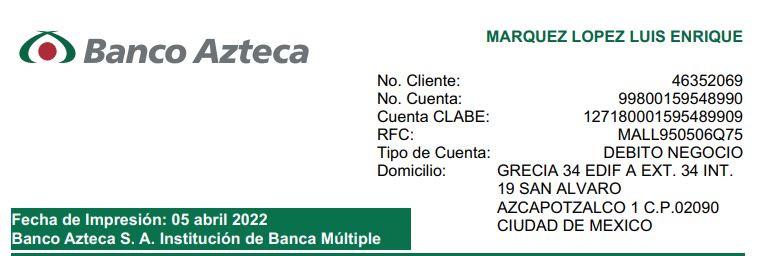 Banco Azteca
MARQUEZ LOPEZ LUIS ENRIQUE
No. Cliente: 46352069
No. Cuenta: 99800159548990
Cuenta CLABE: 127180001595489909
RFC: MALL950506Q75
Tipo de Cuenta: DEBITO NEGOCIO
Domicilio: GRECIA 34 EDIF A EXT. 34 INT.
19 SAN ALVARO
AZCAPOTZALCO 1 C.P.02090
CIUDAD DE MEXICO
Fecha de Impresión: 05 abril 2022
Banco Azteca S. A. Institución de Banca Múltiple